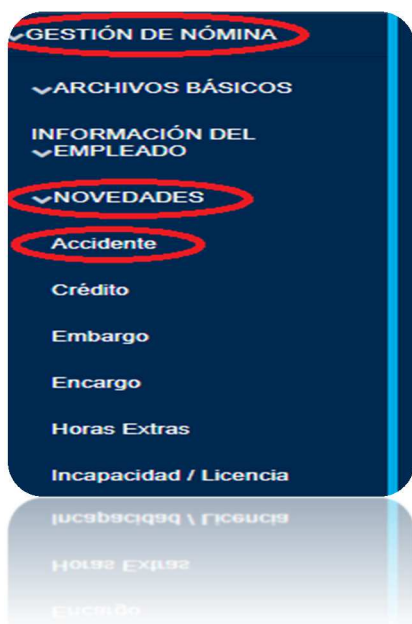 GESTIÓN DE NÓMINA
ARCHIVOS BÁSICOS
INFORMACIÓN DEL
EMPLEADO
NOVEDADES
Accidente
Crédito
Embargo
Encargo
Horas Extras
Incapacidad / Licencia